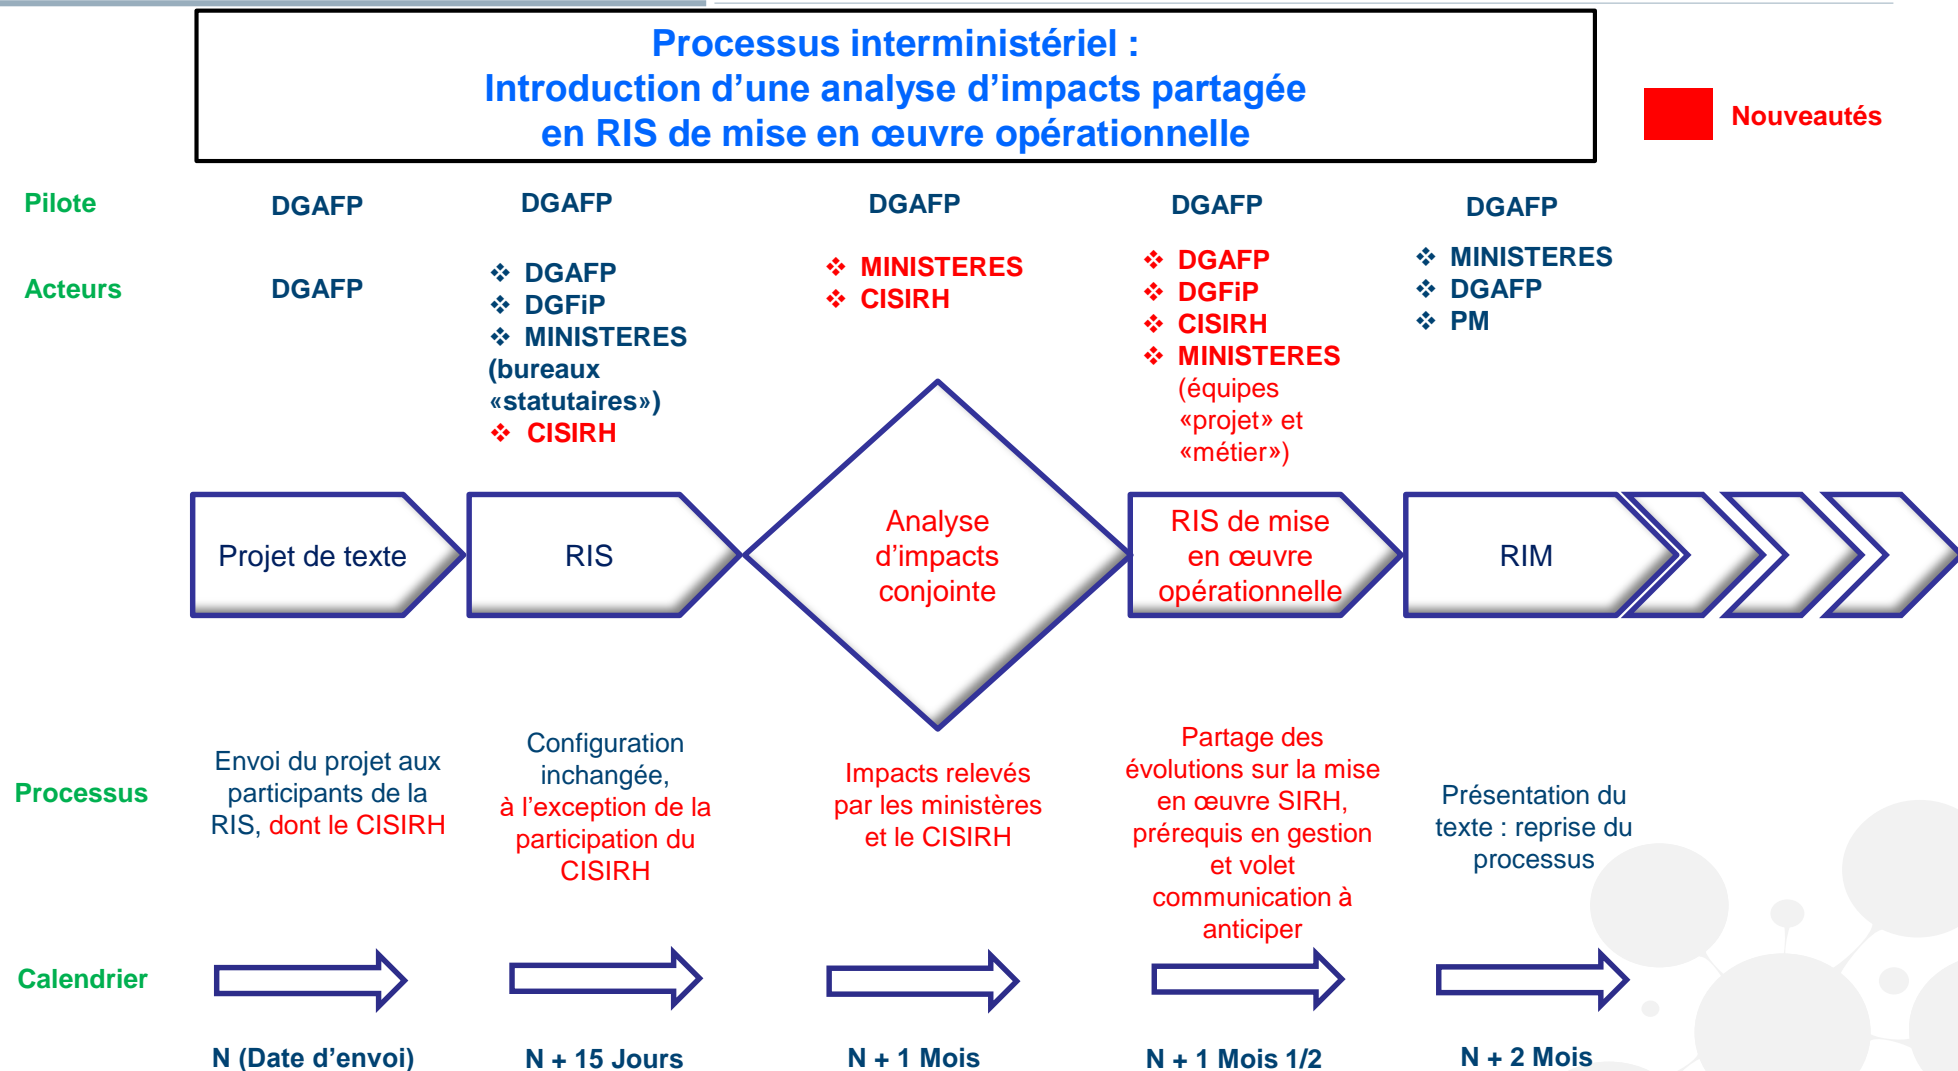 Processus interministériel :
Introduction d’une analyse d’impacts partagée
en RIS de mise en œuvre opérationnelle
Nouveautés
Pilote
DGAFP
DGAFP
DGAFP
DGAFP
DGAFP
Acteurs
DGAFP
❖ DGAFP
❖ DGFiP
❖ MINISTERES
(bureaux
«statutaires»)
❖ CISIRH
❖ MINISTERES
❖ CISIRH
❖ DGAFP
❖ DGFiP
❖ CISIRH
❖ MINISTERES
(équipes
«projet» et
«métier»)
❖ MINISTERES
❖ DGAFP
❖ PM
Projet de texte
RIS
Analyse
d’impacts
conjointe
RIS de mise
en œuvre
opérationnelle
RIM
Processus
Envoi du projet aux
participants de la
RIS, dont le CISIRH
Configuration
inchangée,
à l’exception de la
participation du
CISIRH
Impacts relevés
par les ministères
et le CISIRH
Partage des
évolutions sur la mise
en œuvre SIRH,
prérequis en gestion
et volet
communication à
anticiper
Présentation du
texte : reprise du
processus
Calendrier
N (Date d’envoi)
N + 15 Jours
N + 1 Mois
N + 1 Mois 1/2
N + 2 Mois